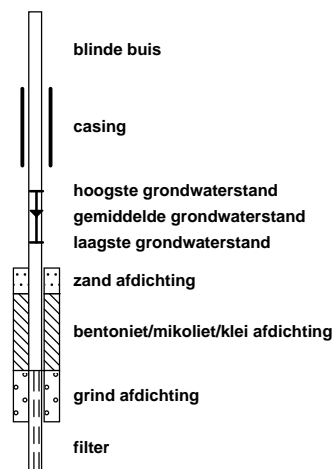 blinde buis
casing
hoogste grondwaterstand
gemiddelde grondwaterstand
laagste grondwaterstand
zand afdichting
bentoniet/mikoliet/klei afdichting
grind afdichting
filter